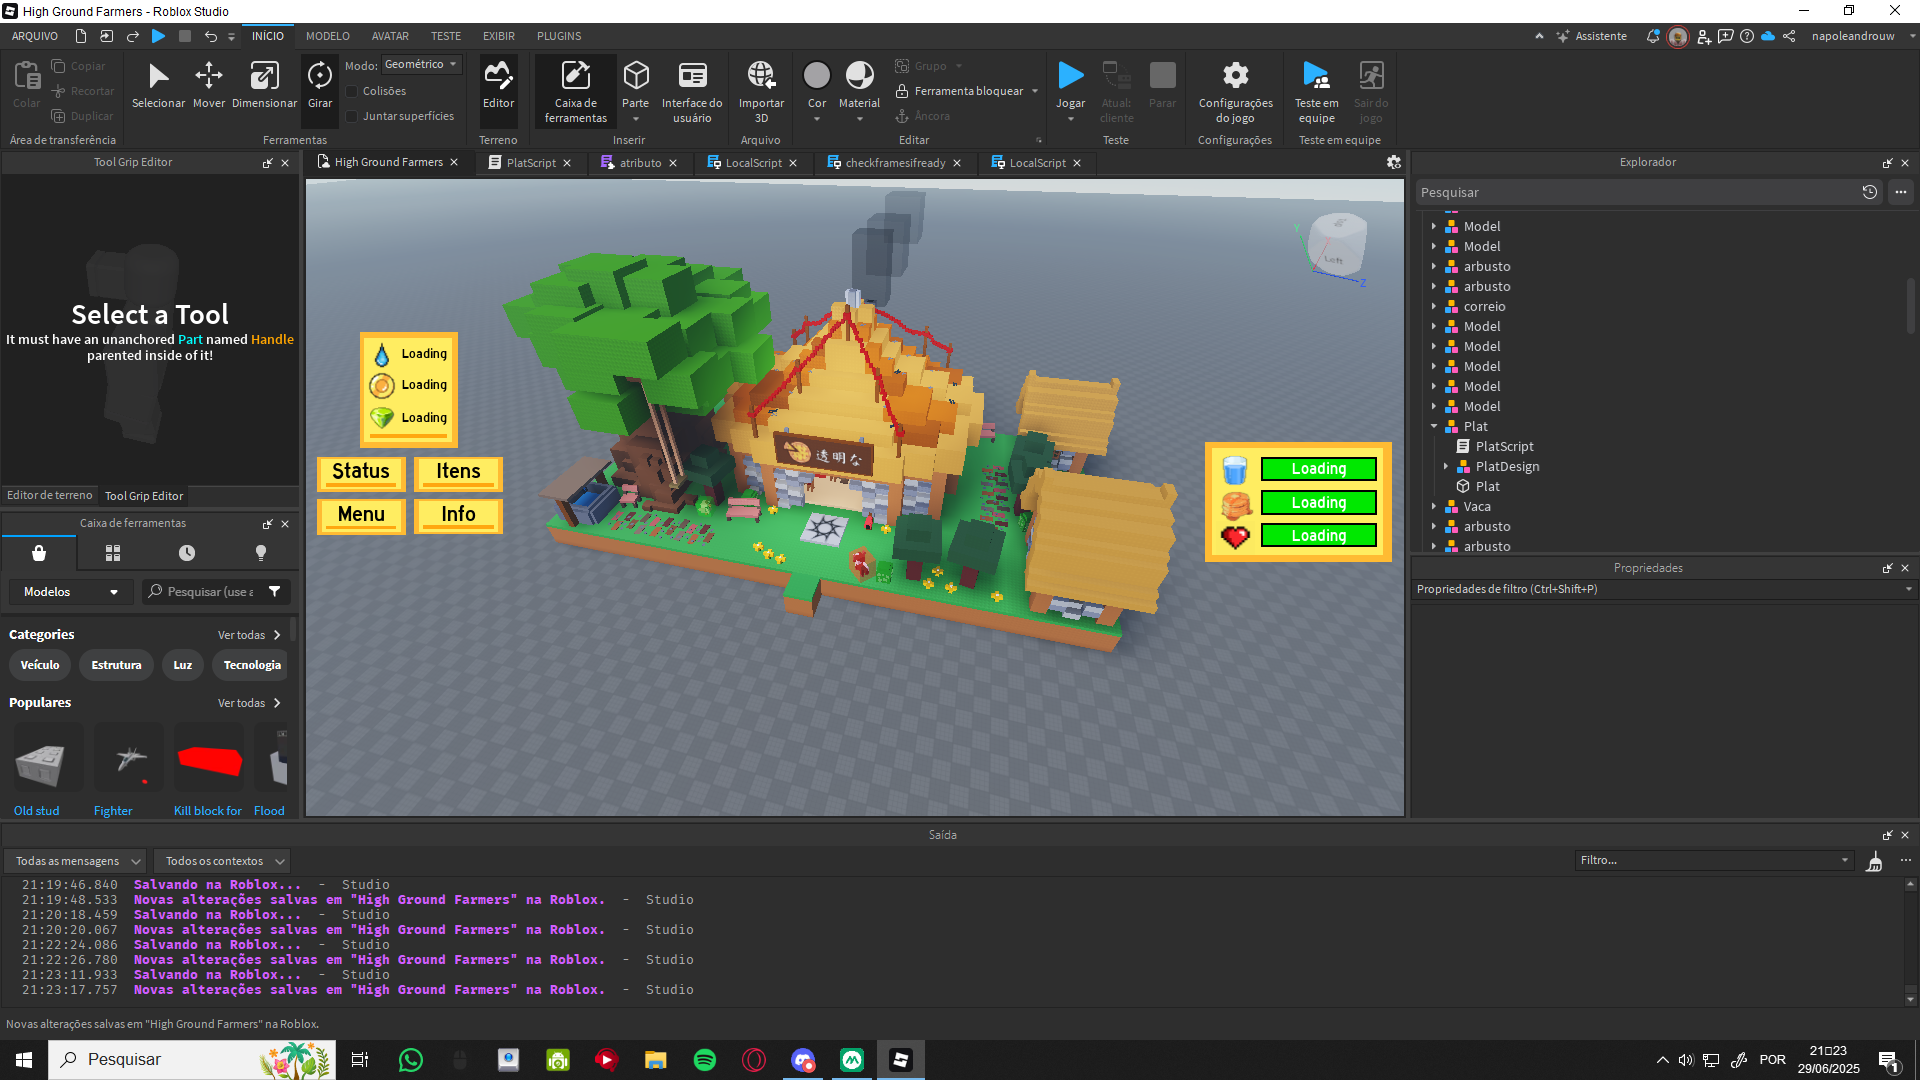 High Ground Farmers - Roblox Studio
ARQUIVO
INÍCIO
MODELO
AVATAR
TESTE
EXIBIR
PLUGINS
Assistente
napoleandrouw
Colar
Copiar
Recortar
Duplicar
Área de transferência
Selecionar
Mover
Dimensionar
Girar
Modo: Geométrico
Colisões
Juntar superfícies
Ferramentas
Editor
Terreno
Caixa de ferramentas
Parte
Interface do usuário
Inserir
Importar 3D
Arquivo
Cor
Material
Grupo
Ferramenta bloquear
Âncora
Editar
Jogar
Atual: cliente
Parar
Teste
Configurações do jogo
Configurações
Teste em equipe
Sair do jogo
Teste em equipe
Tool Grip Editor
Select a Tool
It must have an unanchored Part named Handle
parented inside of it!
Editor de terreno
Tool Grip Editor
Caixa de ferramentas
Modelos
Pesquisar (use a
Categories
Ver todas
Veículo
Estrutura
Luz
Tecnologia
Populares
Ver todas
Old stud
Fighter
Kill block for
Flood
High Ground Farmers
PlatScript
atributo
LocalScript
checkframesifready
LocalScript
Y
Left
Z
Loading
Loading
Loading
Status
Itens
Menu
Info
透明な
Loading
Loading
Loading
Explorador
Pesquisar
Model
Model
arbusto
arbusto
correio
Model
Model
Model
Model
Model
Plat
PlatScript
PlatDesign
Plat
Vaca
arbusto
arbusto
Propriedades
Propriedades de filtro (Ctrl+Shift+P)
Saída
Todas as mensagens
Todos os contextos
Filtro...
21:19:46.840 Salvando na Roblox... - Studio
21:19:48.533 Novas alterações salvas em "High Ground Farmers" na Roblox. - Studio
21:20:18.459 Salvando na Roblox... - Studio
21:20:20.067 Novas alterações salvas em "High Ground Farmers" na Roblox. - Studio
21:22:24.086 Salvando na Roblox... - Studio
21:22:26.780 Novas alterações salvas em "High Ground Farmers" na Roblox. - Studio
21:23:11.933 Salvando na Roblox... - Studio
21:23:17.757 Novas alterações salvas em "High Ground Farmers" na Roblox. - Studio
Novas alterações salvas em "High Ground Farmers" na Roblox.
Pesquisar
POR
21▯23
29/06/2025
1